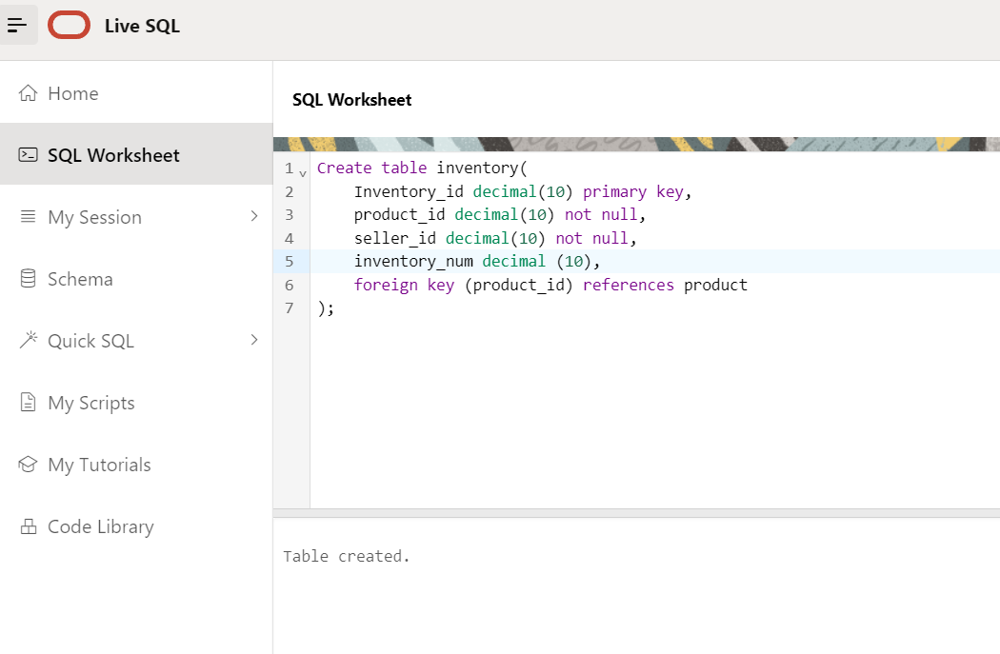 Live SQL
Home
SQL Worksheet
My Session
Schema
Quick SQL
My Scripts
My Tutorials
Code Library
SQL Worksheet
1 Create table inventory(
2 Inventory_id decimal(10) primary key,
3 product_id decimal(10) not null,
4 seller_id decimal(10) not null,
5 inventory_num decimal (10),
6 foreign key (product_id) references product
7 );
Table created.